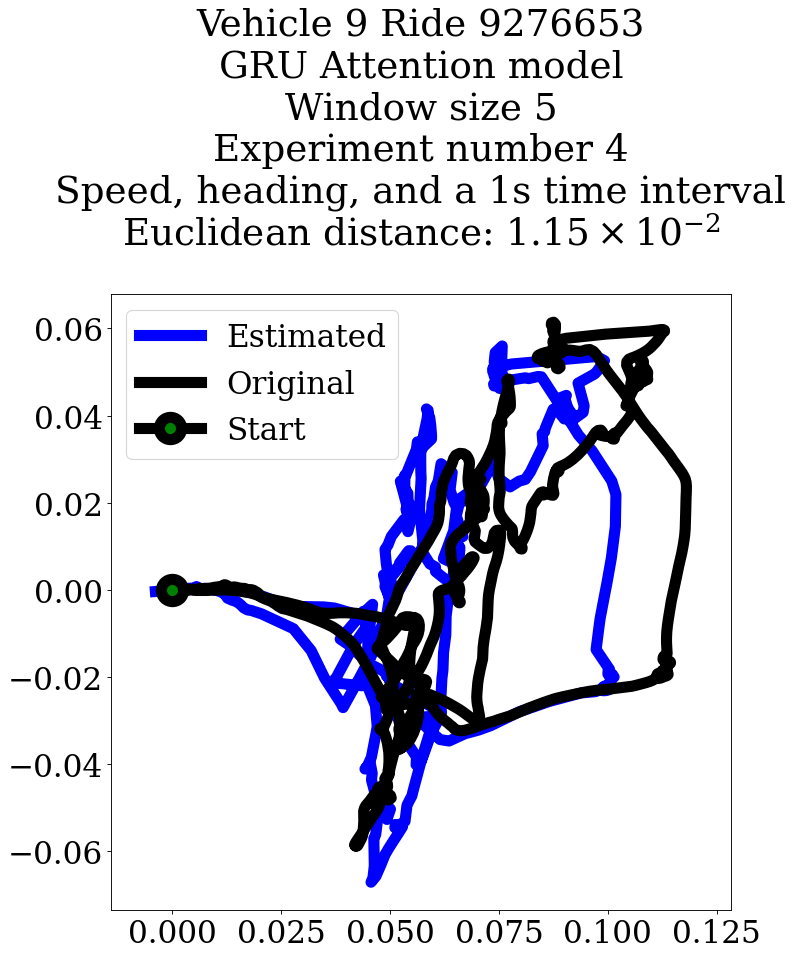 Vehicle 9 Ride 9276653
GRU Attention model
Window size 5
Experiment number 4
Speed, heading, and a 1s time interval
Euclidean distance: 1.15 × 10⁻²
Estimated
Original
Start
0.06
0.04
0.02
0.00
−0.02
−0.04
−0.06
0.000 0.025 0.050 0.075 0.100 0.125